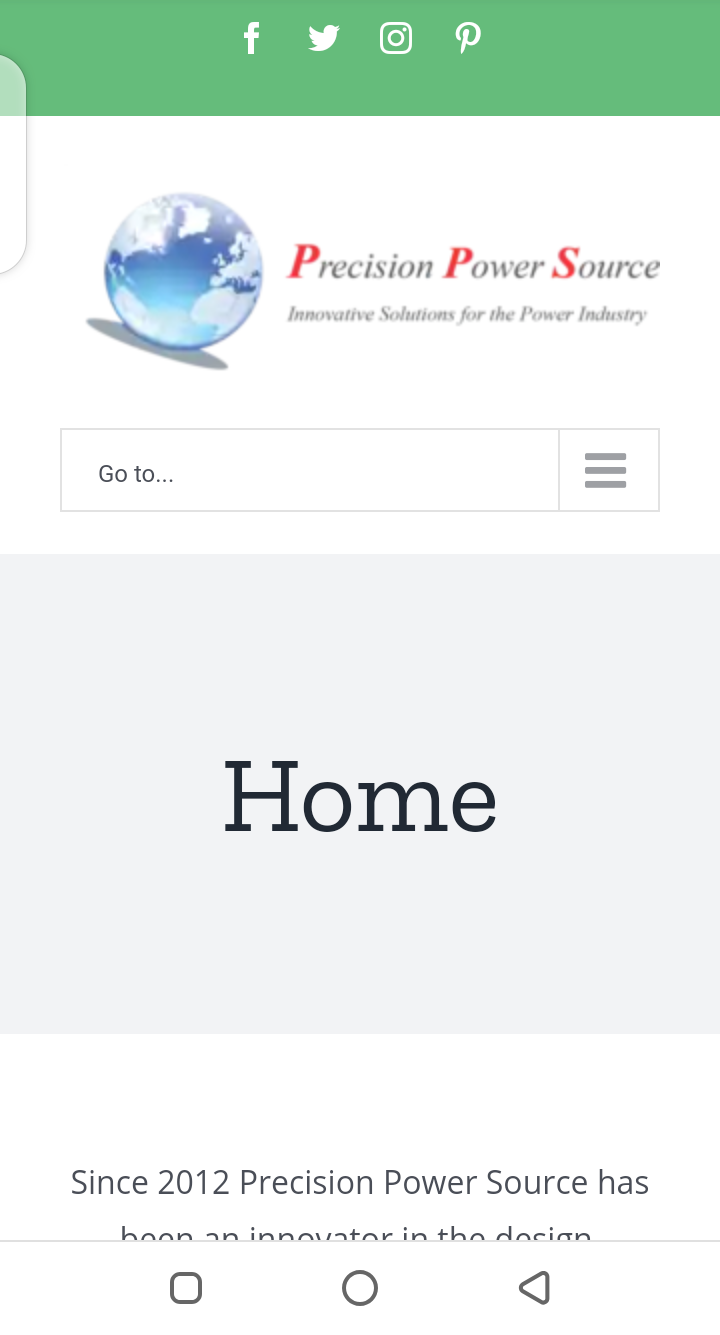 Precision Power Source
Innovative Solutions for the Power Industry
Go to...
Home
Since 2012 Precision Power Source has
been an innovator in the design